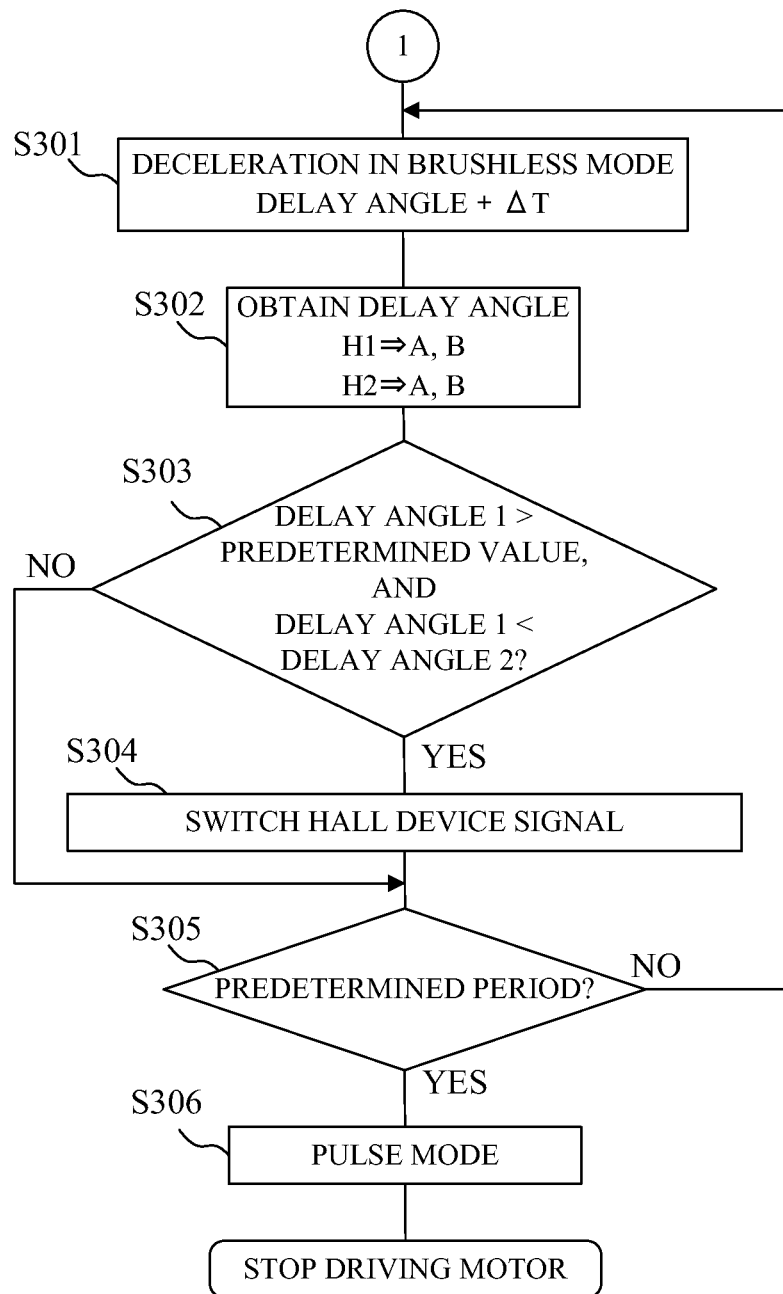 1
S301
DECELERATION IN BRUSHLESS MODE
DELAY ANGLE + ΔT
S302
OBTAIN DELAY ANGLE
H1⇒A, B
H2⇒A, B
S303
DELAY ANGLE 1 >
PREDETERMINED VALUE,
AND
DELAY ANGLE 1 <
DELAY ANGLE 2?
NO
YES
S304
SWITCH HALL DEVICE SIGNAL
S305
PREDETERMINED PERIOD?
NO
YES
S306
PULSE MODE
STOP DRIVING MOTOR